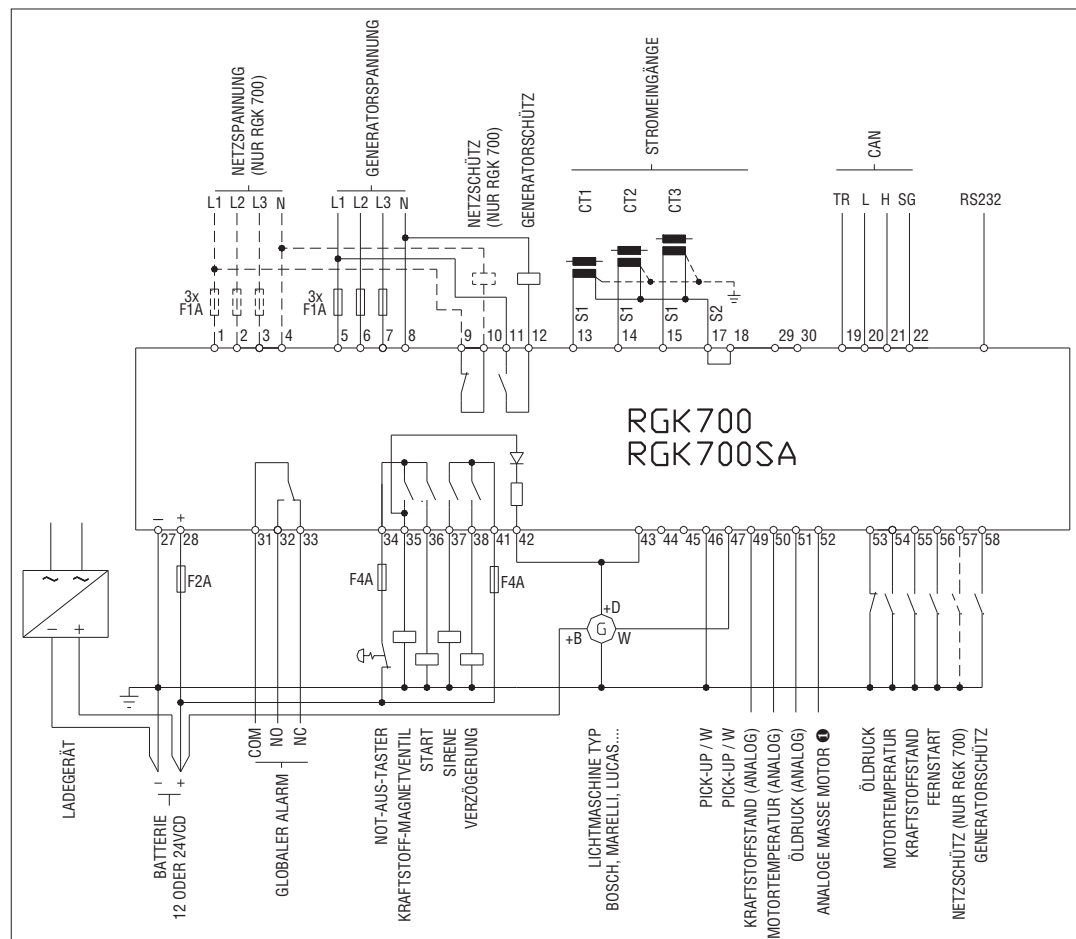 NETZSPANNUNG
(NUR RGK 700)
GENERATORSPANNUNG
NETZSCHÜTZ
(NUR RGK 700)
GENERATORSCHÜTZ
STROMEINGÄNGE
CAN
L1 L2 L3 N
L1 L2 L3 N
CT1
CT2
CT3
TR L H SG
RS232
3x
F1A
3x
F1A
S1
S1
S1
S2
1 2 3 4 5 6 7 8 9 10 11 12 13 14 15 17 18 29 30 19 20 21 22
RGK700
RGK700SA
– +
27 28 31 32 33 34 35 36 37 38 41 42 43 44 45 46 47 49 50 51 52 53 54 55 56 57 58
~ ~
– +
F2A
F4A
F4A
+D
+B
G
W
LADEGERÄT
– +
BATTERIE
12 ODER 24VCD
COM
NO
NC
GLOBALER ALARM
NOT-AUS-TASTER
KRAFTSTOFF-MAGNETVENTIL
START
SIRENE
VERZÖGERUNG
LICHTMASCHINE TYP
BOSCH, MARELLI, LUCAS....
PICK-UP / W
PICK-UP / W
KRAFTSTOFFSTAND (ANALOG)
MOTORTEMPERATUR (ANALOG)
ÖLDRUCK (ANALOG)
ANALOGE MASSE MOTOR ❶
ÖLDRUCK
MOTORTEMPERATUR
KRAFTSTOFFSTAND
FERNSTART
NETZSCHÜTZ (NUR RGK 700)
GENERATORSCHÜTZ